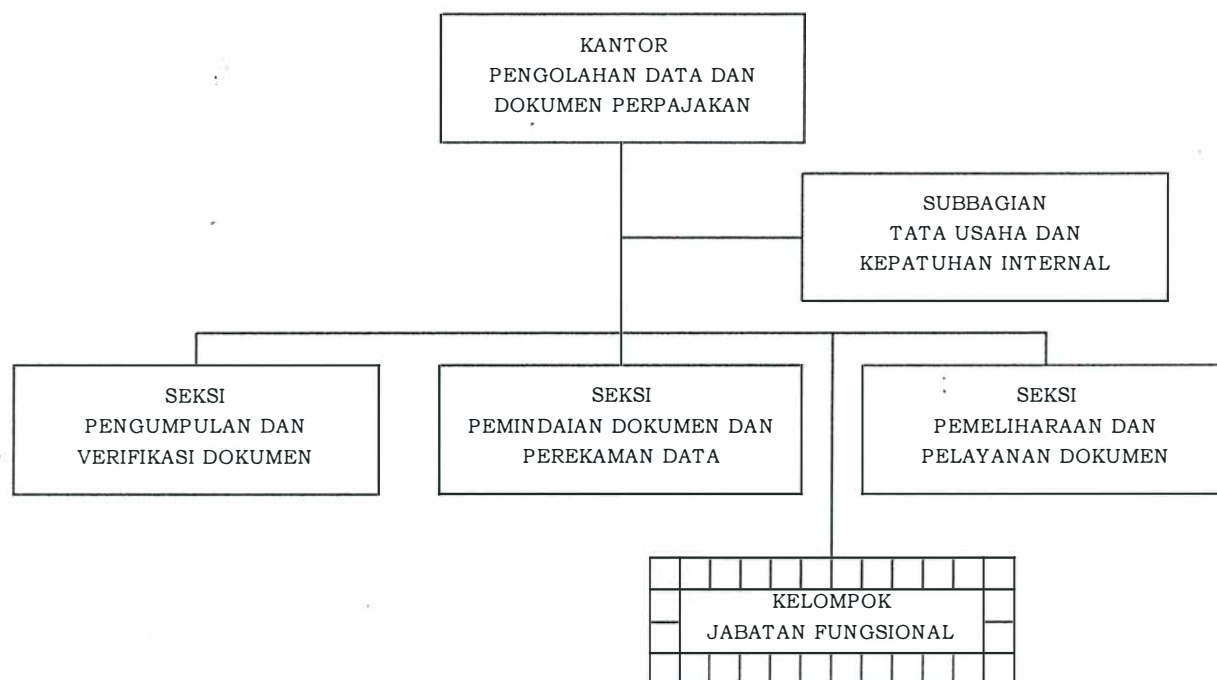 KANTOR
PENGOLAHAN DATA DAN
DOKUMEN PERPAJAKAN
SUBBAGIAN
TATA USAHA DAN
KEPATUHAN INTERNAL
SEKSI
PENGUMPULAN DAN
VERIFIKASI DOKUMEN
SEKSI
PEMINDAIAN DOKUMEN DAN
PEREKAMAN DATA
SEKSI
PEMELIHARAAN DAN
PELAYANAN DOKUMEN
KELOMPOK
JABATAN FUNGSIONAL